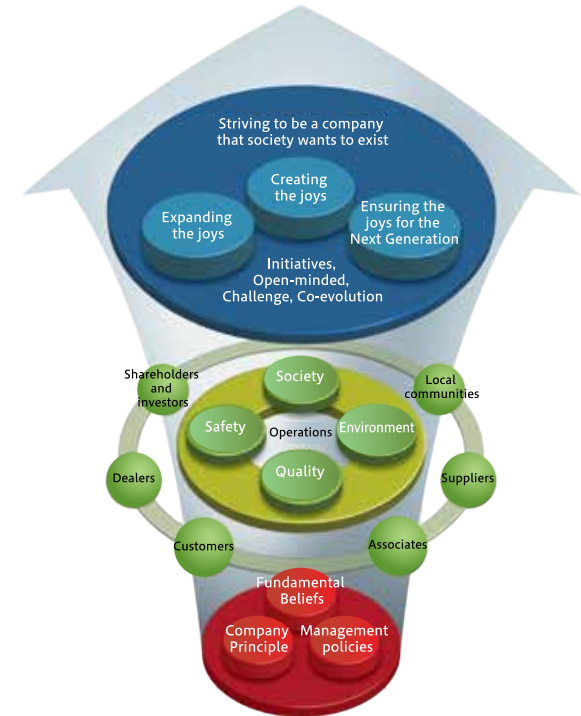 Striving to be a company
that society wants to exist
Creating
the joys
Expanding
the joys
Ensuring the
joys for the
Next Generation
Initiatives,
Open-minded,
Challenge, Co-evolution
Shareholders
and
investors
Society
Local
communities
Safety
Operations
Environment
Quality
Dealers
Suppliers
Customers
Associates
Fundamental
Beliefs
Company
Principle
Management
policies